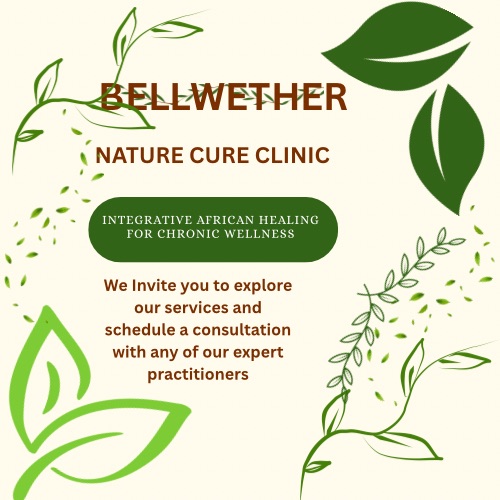 BELLWETHER
NATURE CURE CLINIC
INTEGRATIVE AFRICAN HEALING
FOR CHRONIC WELLNESS
We Invite you to explore
our services and
schedule a consultation
with any of our expert
practitioners